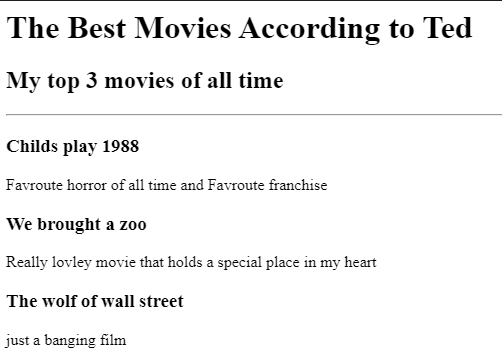 The Best Movies According to Ted
My top 3 movies of all time
Childs play 1988
Favroute horror of all time and Favroute franchise
We brought a zoo
Really lovley movie that holds a special place in my heart
The wolf of wall street
just a banging film